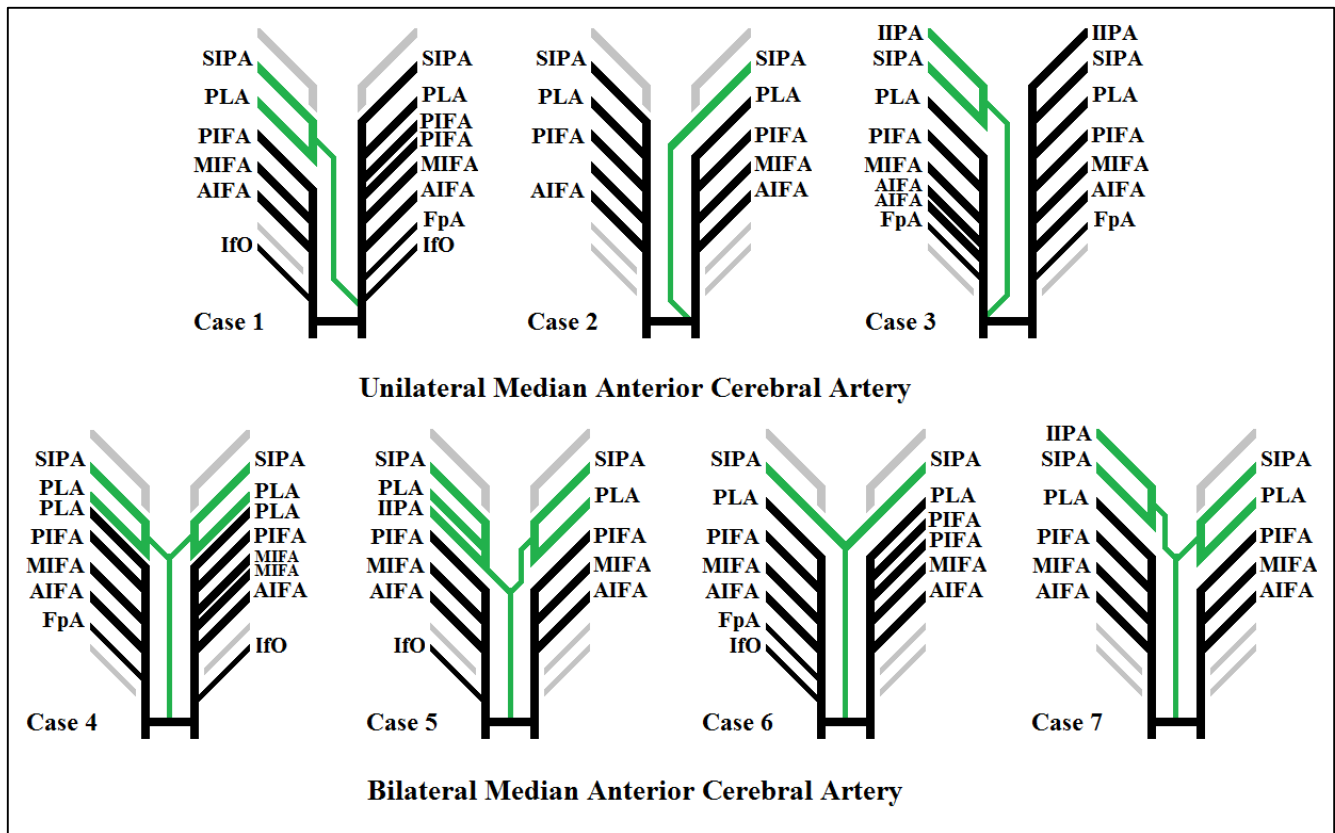 SIPA
PLA
PIFA
MIFA
AIFA
IfO
SIPA
PLA
PIFA
PIFA
MIFA
AIFA
FpA
IfO
Case 1
SIPA
PLA
PIFA
AIFA
SIPA
PLA
PIFA
MIFA
AIFA
Case 2
IIPA
SIPA
PLA
PIFA
MIFA
AIFA
AIFA
FpA
IIPA
SIPA
PLA
PIFA
MIFA
AIFA
FpA
Case 3
Unilateral Median Anterior Cerebral Artery
SIPA
PLA
PLA
PIFA
MIFA
AIFA
FpA
SIPA
PLA
PLA
PIFA
MIFA
MIFA
AIFA
IfO
Case 4
SIPA
PLA
IIPA
PIFA
MIFA
AIFA
IfO
SIPA
PLA
PIFA
MIFA
AIFA
Case 5
SIPA
PLA
PIFA
MIFA
AIFA
FpA
IfO
SIPA
PLA
PIFA
PIFA
MIFA
AIFA
Case 6
IIPA
SIPA
PLA
PIFA
MIFA
AIFA
SIPA
PLA
PIFA
MIFA
AIFA
Case 7
Bilateral Median Anterior Cerebral Artery